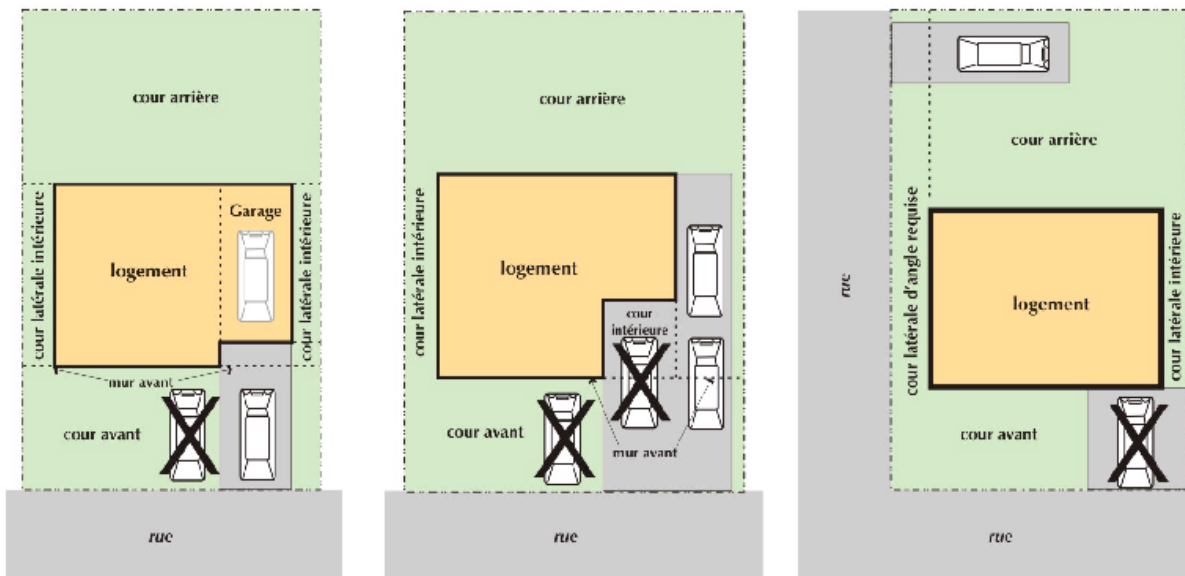 cour arrière
cour latérale intérieure
Garage
logement
cour latérale intérieure
mur avant
cour avant
rue
cour arrière
cour latérale intérieure
logement
cour
intérieure
mur avant
cour avant
rue
rue
cour arrière
cour latérale d'angle requise
logement
cour latérale intérieure
cour avant
rue